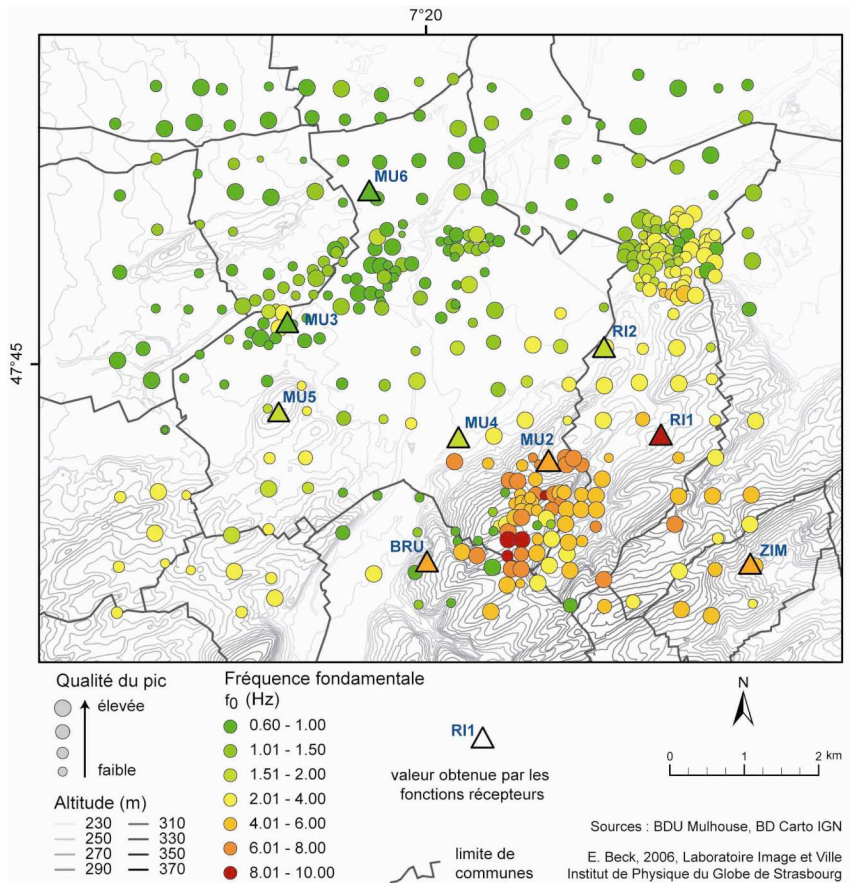 7°20
47°45
MU6
MU3
RI2
MU5
MU4
MU2
RI1
BRU
ZIM
Qualité du pic
élevée
faible
Altitude (m)
230
250
270
290
310
330
350
370
Fréquence fondamentale
f0 (Hz)
0.60 - 1.00
1.01 - 1.50
1.51 - 2.00
2.01 - 4.00
4.01 - 6.00
6.01 - 8.00
8.01 - 10.00
RI1
valeur obtenue par les
fonctions récepteurs
limite de
communes
N
0 1 2 km
Sources : BDU Mulhouse, BD Carto IGN
E. Beck, 2006, Laboratoire Image et Ville
Institut de Physique du Globe de Strasbourg